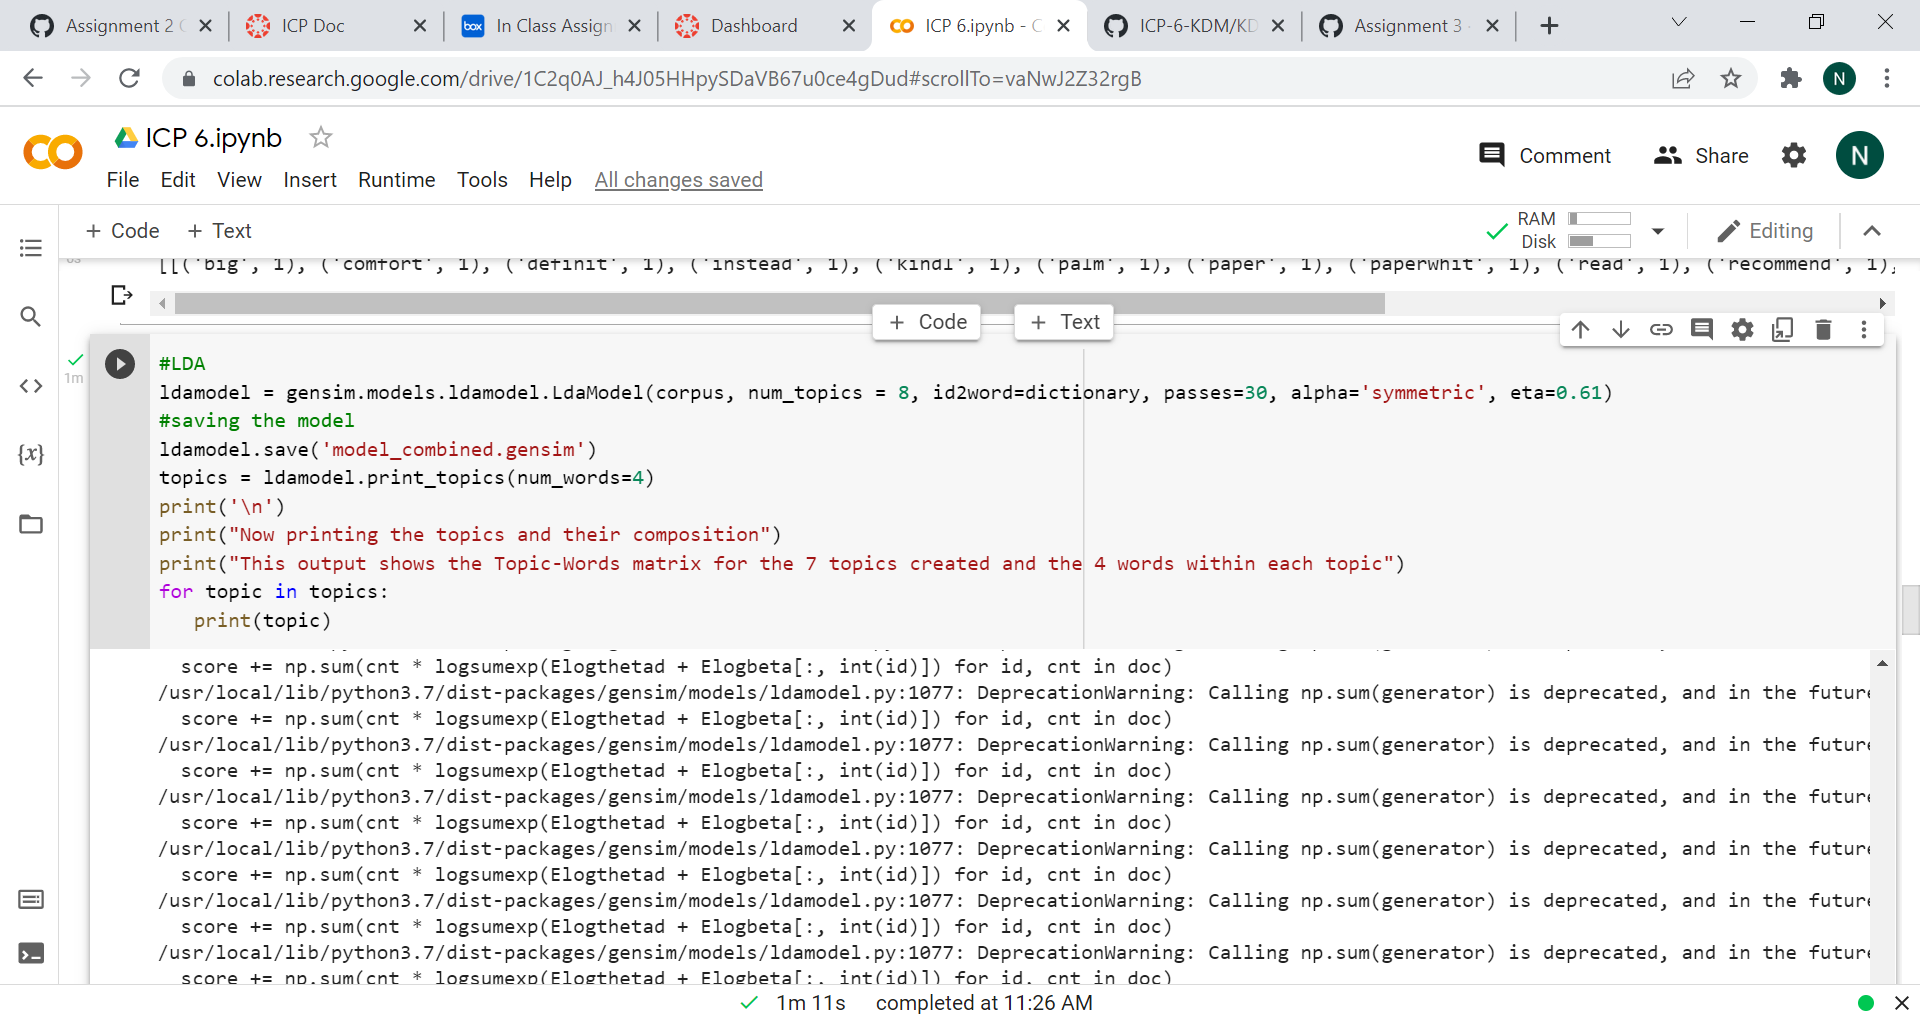 Assignment 2
ICP Doc
In Class Assign
Dashboard
ICP 6.ipynb - C
ICP-6-KDM/KD
Assignment 3
colab.research.google.com/drive/1C2q0AJ_h4J05HHpySDaVB67u0ce4gDud#scrollTo=vaNwJ2Z32rgB
N
ICP 6.ipynb
Comment
Share
N
File Edit View Insert Runtime Tools Help All changes saved
+ Code + Text
RAM
Disk
Editing
[[('big', 1), ('comfort', 1), ('definit', 1), ('instead', 1), ('kindl', 1), ('palm', 1), ('paper', 1), ('paperwhit', 1), ('read', 1), ('recommend', 1),
+ Code + Text
1m
#LDA
ldamodel = gensim.models.ldamodel.LdaModel(corpus, num_topics = 8, id2word=dictionary, passes=30, alpha='symmetric', eta=0.61)
#saving the model
ldamodel.save('model_combined.gensim')
topics = ldamodel.print_topics(num_words=4)
print('\n')
print("Now printing the topics and their composition")
print("This output shows the Topic-Words matrix for the 7 topics created and the 4 words within each topic")
for topic in topics:
   print(topic)
  score += np.sum(cnt * logsumexp(Elogthetad + Elogbeta[:, int(id)]) for id, cnt in doc)
/usr/local/lib/python3.7/dist-packages/gensim/models/ldamodel.py:1077: DeprecationWarning: Calling np.sum(generator) is deprecated, and in the future
  score += np.sum(cnt * logsumexp(Elogthetad + Elogbeta[:, int(id)]) for id, cnt in doc)
/usr/local/lib/python3.7/dist-packages/gensim/models/ldamodel.py:1077: DeprecationWarning: Calling np.sum(generator) is deprecated, and in the future
  score += np.sum(cnt * logsumexp(Elogthetad + Elogbeta[:, int(id)]) for id, cnt in doc)
/usr/local/lib/python3.7/dist-packages/gensim/models/ldamodel.py:1077: DeprecationWarning: Calling np.sum(generator) is deprecated, and in the future
  score += np.sum(cnt * logsumexp(Elogthetad + Elogbeta[:, int(id)]) for id, cnt in doc)
/usr/local/lib/python3.7/dist-packages/gensim/models/ldamodel.py:1077: DeprecationWarning: Calling np.sum(generator) is deprecated, and in the future
  score += np.sum(cnt * logsumexp(Elogthetad + Elogbeta[:, int(id)]) for id, cnt in doc)
/usr/local/lib/python3.7/dist-packages/gensim/models/ldamodel.py:1077: DeprecationWarning: Calling np.sum(generator) is deprecated, and in the future
  score += np.sum(cnt * logsumexp(Elogthetad + Elogbeta[:, int(id)]) for id, cnt in doc)
/usr/local/lib/python3.7/dist-packages/gensim/models/ldamodel.py:1077: DeprecationWarning: Calling np.sum(generator) is deprecated, and in the future
  score += np.sum(cnt * logsumexp(Elogthetad + Elogbeta[:, int(id)]) for id, cnt in doc)
1m 11s completed at 11:26 AM